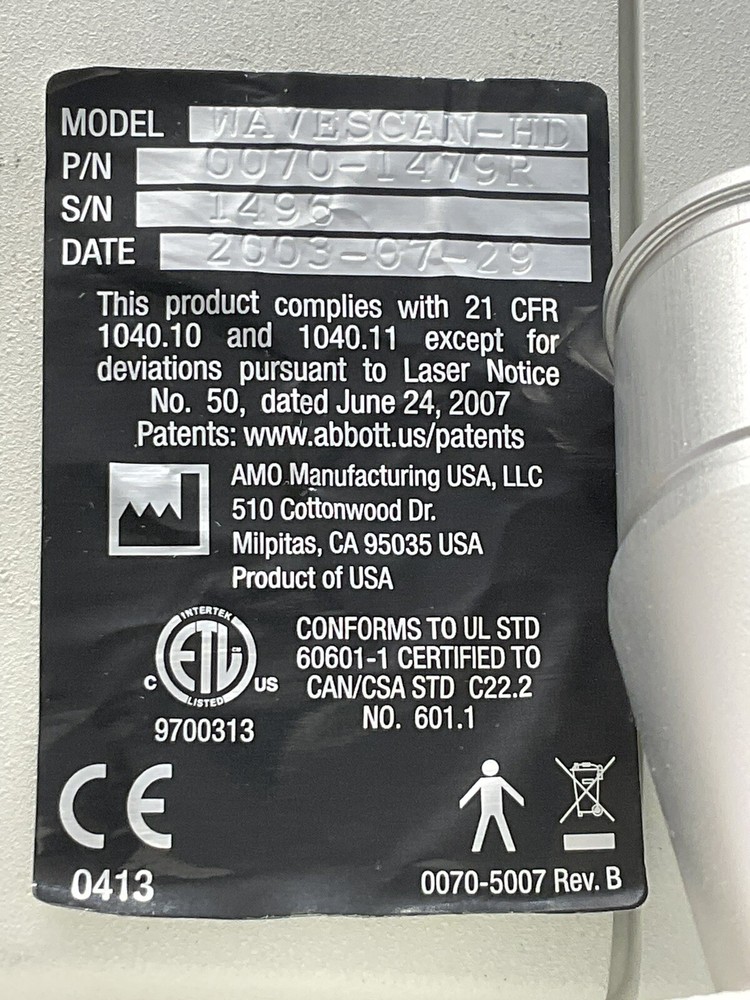 MODEL WAVESCAN-HD
P/N 0070-1479R
S/N 1496
DATE 2003-07-29
This product complies with 21 CFR
1040.10 and 1040.11 except for
deviations pursuant to Laser Notice
No. 50, dated June 24, 2007
Patents: www.abbott.us/patents
AMO Manufacturing USA, LLC
510 Cottonwood Dr.
Milpitas, CA 95035 USA
Product of USA
INTERTEK
ETL
LISTED
C US
9700313
CONFORMS TO UL STD
60601-1 CERTIFIED TO
CAN/CSA STD C22.2
NO. 601.1
CE
0413
0070-5007 Rev. B